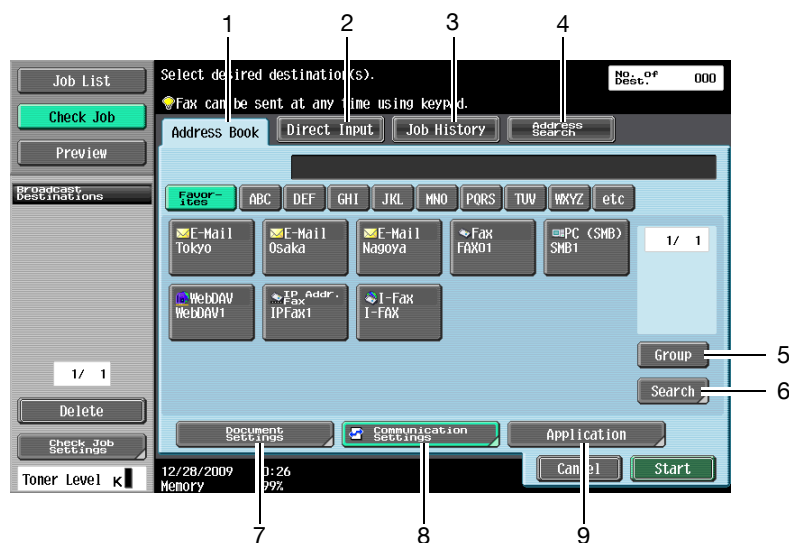 1 2 3 4
Job List
Check Job
Preview
Broadcast
Destinations
1/ 1
Delete
Check Job
Settings
Toner Level K
Select desired destination(s).
No. of
Dest. 000
Fax can be sent at any time using keypad.
Address Book Direct Input Job History Address
Search
Favor-
ites ABC DEF GHI JKL MNO PQRS TUV WXYZ etc
E-Mail
Tokyo
E-Mail
Osaka
E-Mail
Nagoya
Fax
FAX01
PC (SMB)
SMB1
1/ 1
WebDAV
WebDAV1
IP Addr.
Fax
IPFax1
I-Fax
I-FAX
Group 5
Search 6
Document
Settings
Communication
Settings
Application
12/28/2009 :26
Memory 99%
Cancel Start
7 8 9